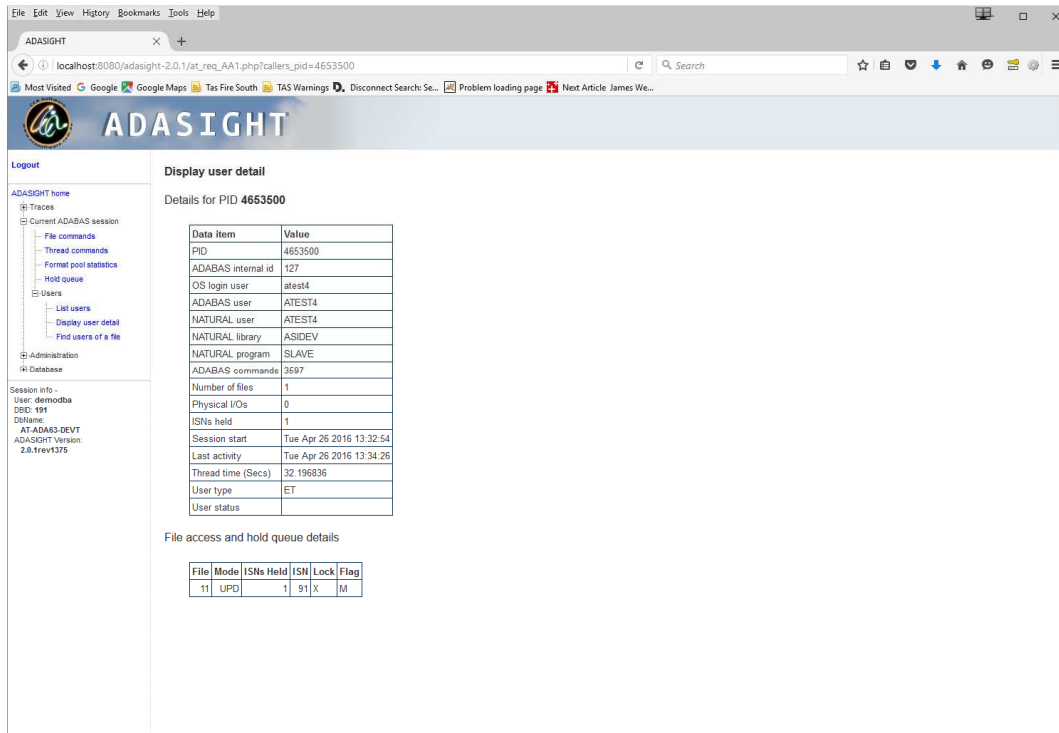 File Edit View History Bookmarks Tools Help
ADASIGHT
localhost:8080/adasight-2.0.1/at_req_AA1.php?callers_pid=4653500
Search
Most Visited Google Google Maps Tas Fire South TAS Warnings Disconnect Search: Se... Problem loading page Next Article James We...
ADASIGHT
Logout
ADASIGHT home
Traces
Current ADABAS session
File commands
Thread commands
Format pool statistics
Hold queue
Users
List users
Display user detail
Find users of a file
Administration
Database
Session info -
User: demodba
DBID: 191
DbName:
AT-ADA63-DEVT
ADASIGHT Version:
2.0.1rev1375
Display user detail
Details for PID 4653500
Data item Value
PID 4653500
ADABAS internal id 127
OS login user atest4
ADABAS user ATEST4
NATURAL user ATEST4
NATURAL library ASIDEV
NATURAL program SLAVE
ADABAS commands 3597
Number of files 1
Physical I/Os 0
ISNs held 1
Session start Tue Apr 26 2016 13:32:54
Last activity Tue Apr 26 2016 13:34:26
Thread time (Secs) 32.196836
User type ET
User status
File access and hold queue details
File Mode ISNs Held ISN Lock Flag
11 UPD 1 91 X M